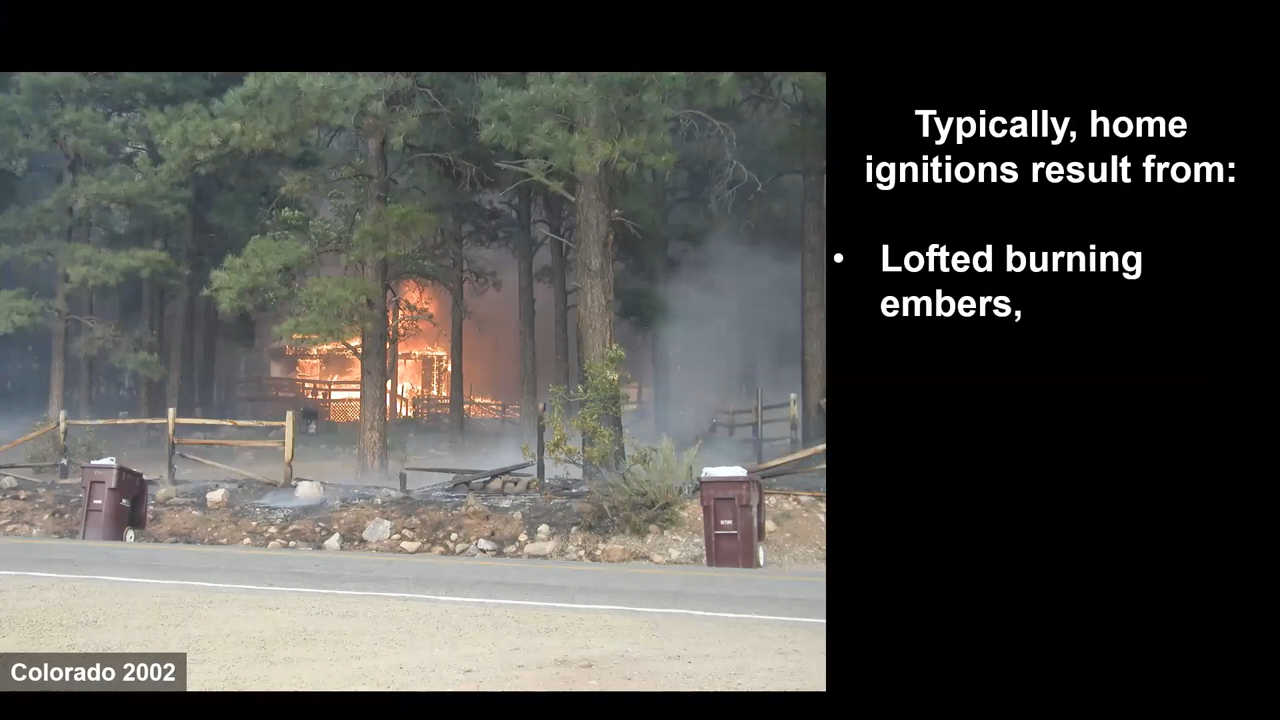 Typically, home
ignitions result from:
• Lofted burning
embers,
Colorado 2002